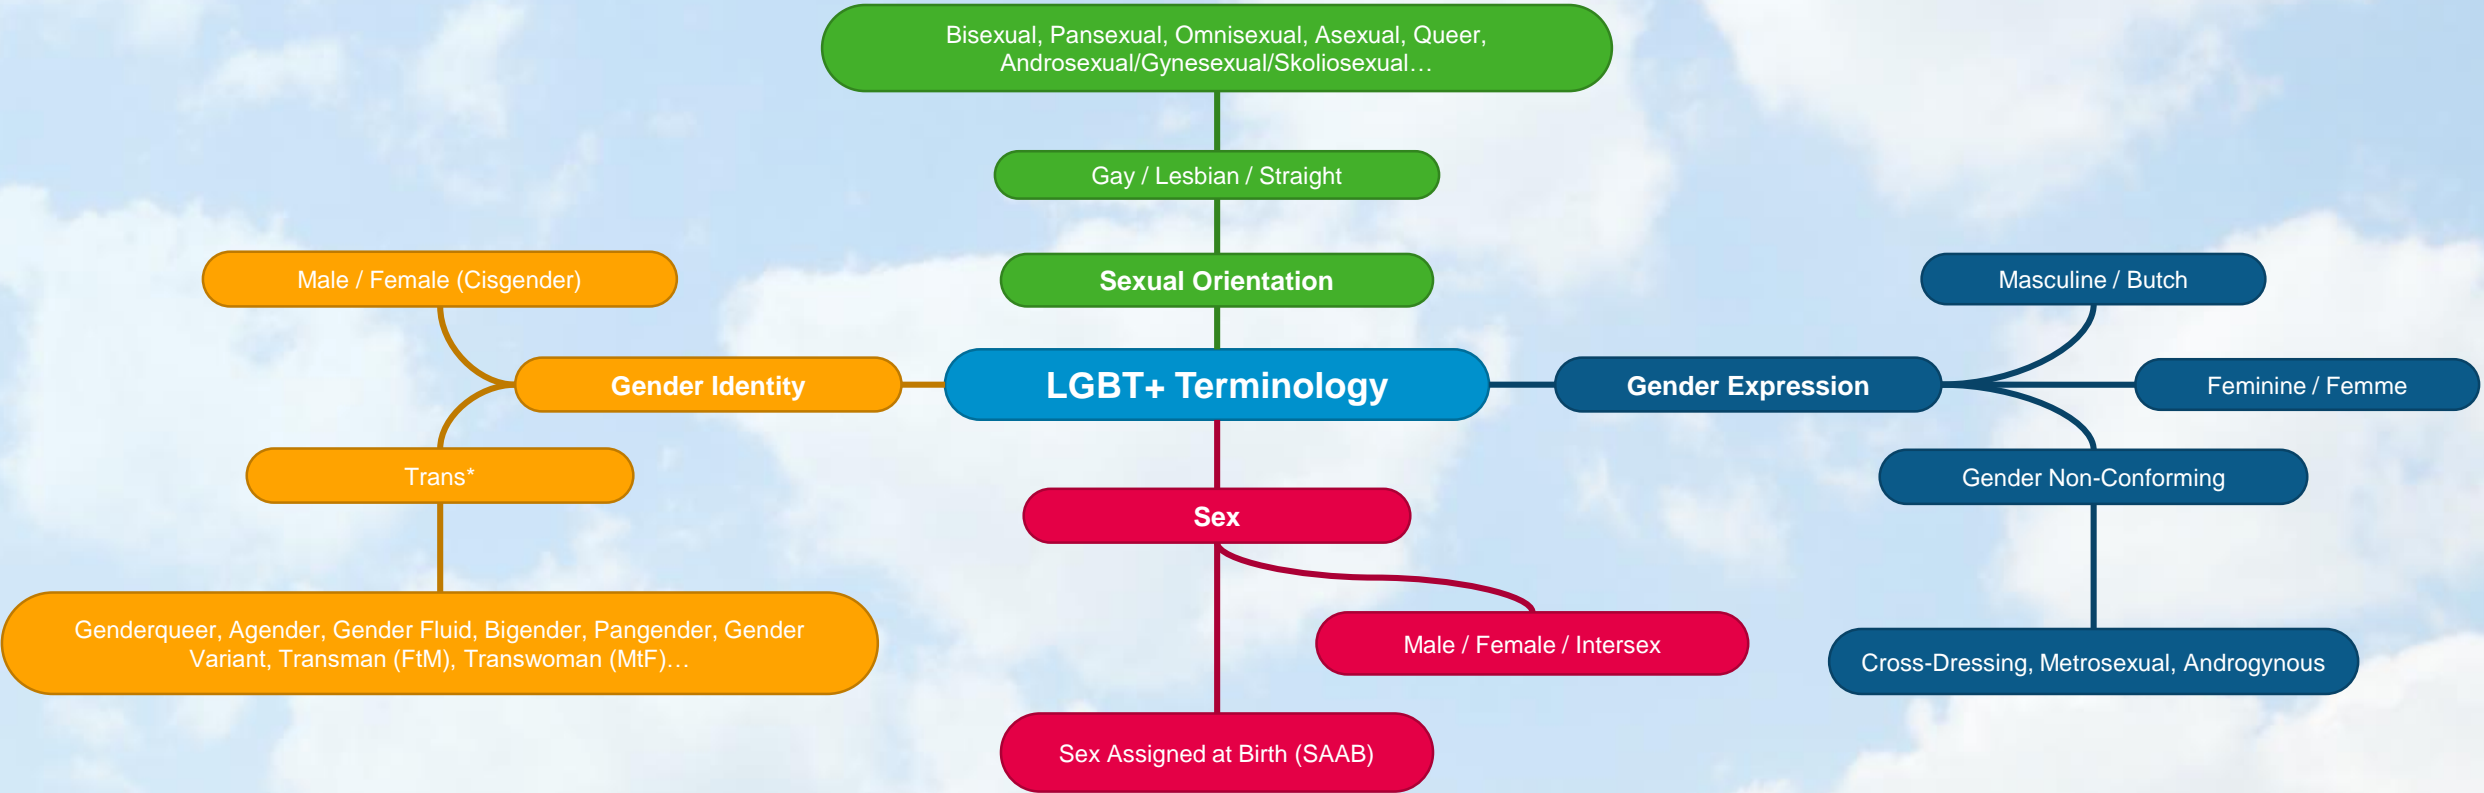 Bisexual, Pansexual, Omnisexual, Asexual, Queer,
Androsexual/Gynesexual/Skoliosexual…
Gay / Lesbian / Straight
Sexual Orientation
Male / Female (Cisgender)
Gender Identity
Trans*
Genderqueer, Agender, Gender Fluid, Bigender, Pangender, Gender
Variant, Transman (FtM), Transwoman (MtF)…
LGBT+ Terminology
Sex
Male / Female / Intersex
Sex Assigned at Birth (SAAB)
Gender Expression
Masculine / Butch
Feminine / Femme
Gender Non-Conforming
Cross-Dressing, Metrosexual, Androgynous